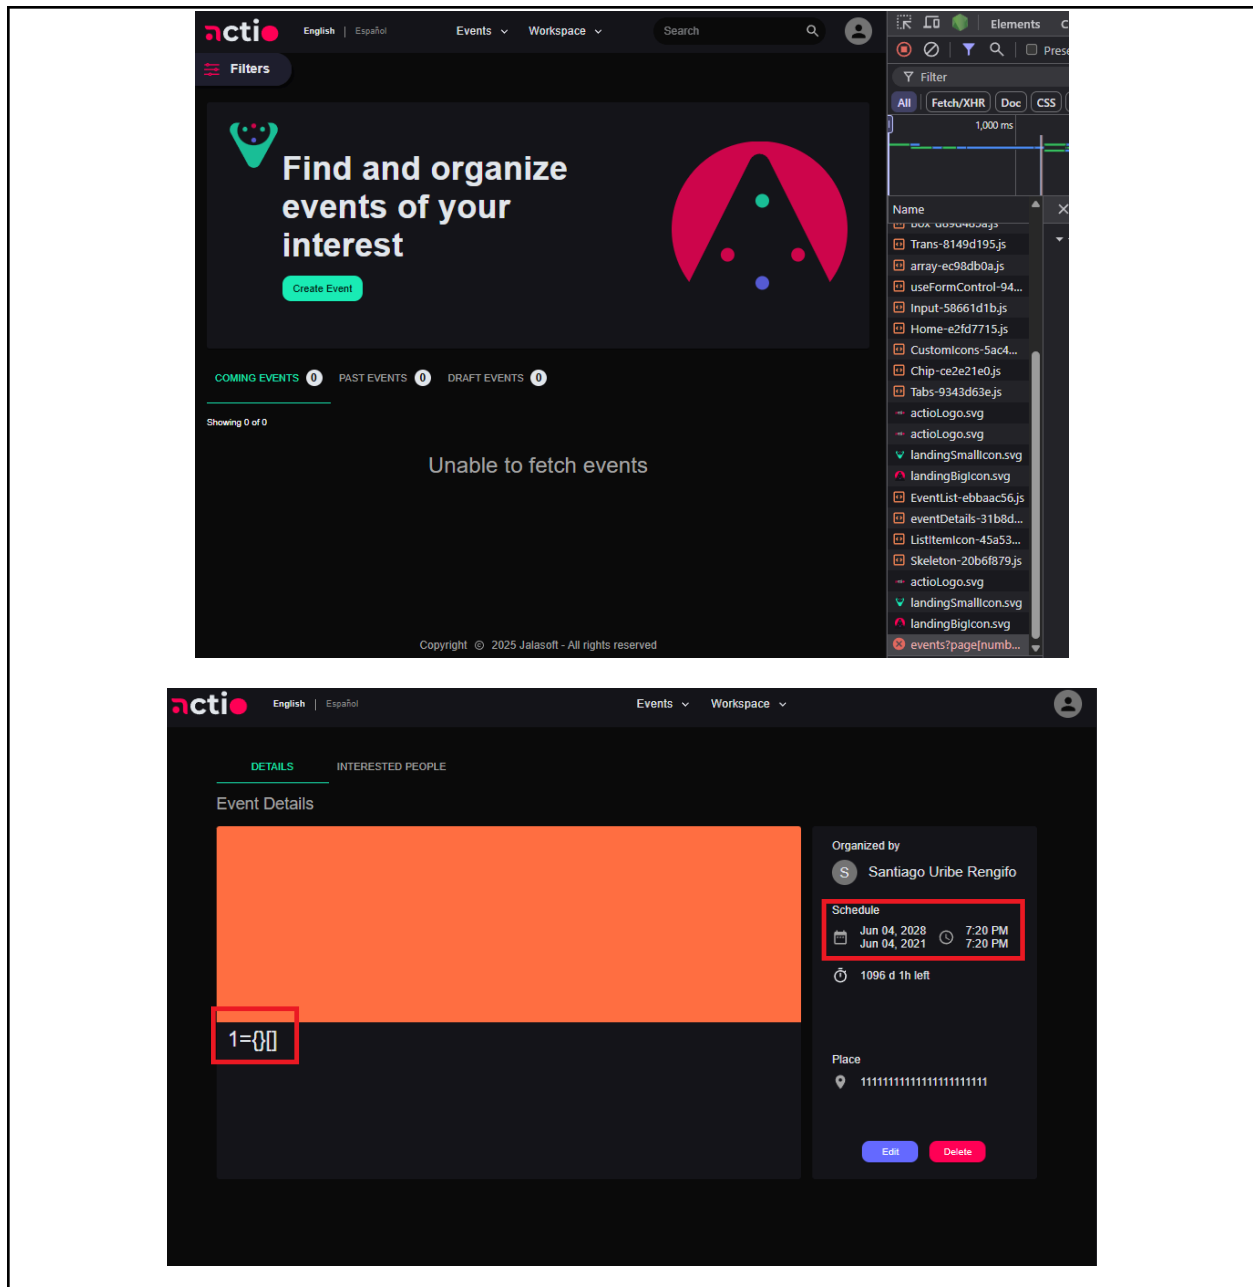 actio English | Español Events Workspace Search
Elements
Filters
Prese
Filter
All Fetch/XHR Doc CSS
1,000 ms
Find and organize
events of your
interest
Create Event
COMING EVENTS 0 PAST EVENTS 0 DRAFT EVENTS 0
Showing 0 of 0
Unable to fetch events
Copyright © 2025 Jalasoft - All rights reserved
Name
Trans-8149d195.js
array-ec98db0a.js
useFormControl-94...
Input-58661d1b.js
Home-e2fd7715.js
CustomIcons-5ac4...
Chip-ce2e21e0.js
Tabs-9343d63e.js
actioLogo.svg
actioLogo.svg
landingSmallIcon.svg
landingBigIcon.svg
EventList-ebbaac56.js
eventDetails-31b8d...
ListItemIcon-45a53...
Skeleton-20b6f879.js
actioLogo.svg
landingSmallIcon.svg
landingBigIcon.svg
events?page[numb...
actio English | Español Events Workspace
DETAILS INTERESTED PEOPLE
Event Details
1={}[]
Organized by
S Santiago Uribe Rengifo
Schedule
Jun 04, 2028 7:20 PM
Jun 04, 2021 7:20 PM
1096 d 1h left
Place
Edit Delete